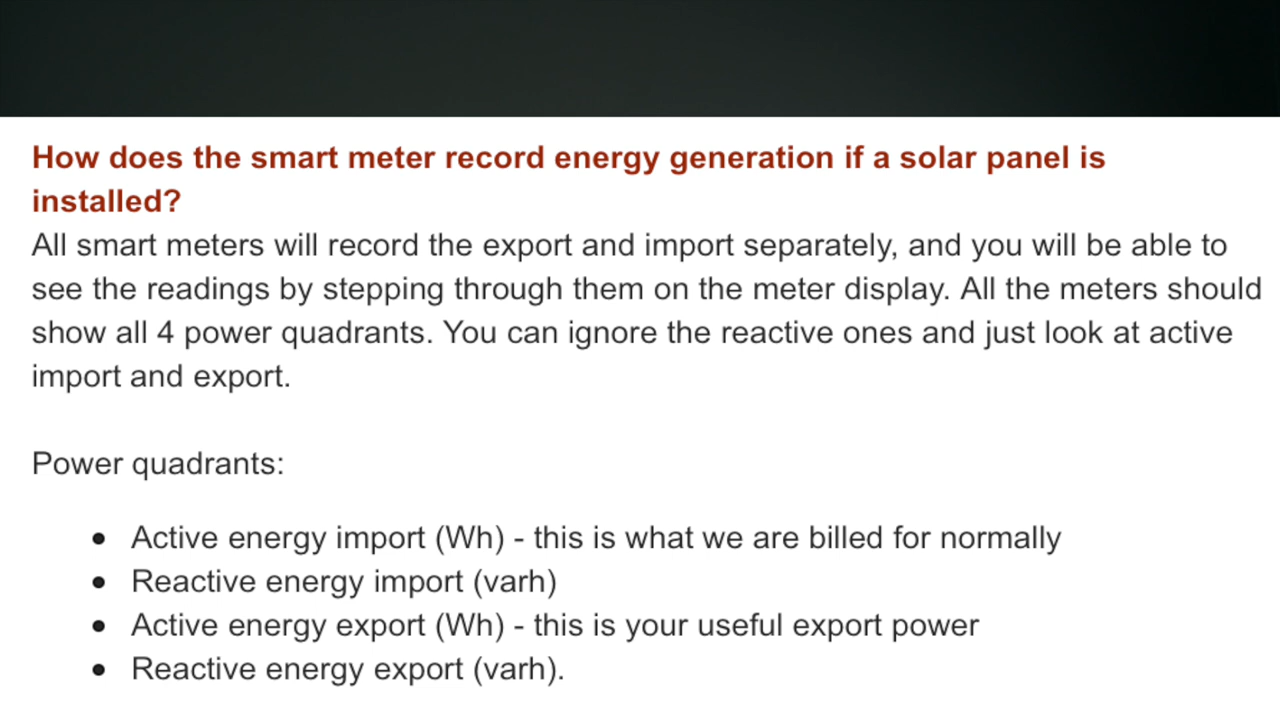 How does the smart meter record energy generation if a solar panel is
installed?
All smart meters will record the export and import separately, and you will be able to
see the readings by stepping through them on the meter display. All the meters should
show all 4 power quadrants. You can ignore the reactive ones and just look at active
import and export.
Power quadrants:
• Active energy import (Wh) - this is what we are billed for normally
• Reactive energy import (varh)
• Active energy export (Wh) - this is your useful export power
• Reactive energy export (varh).